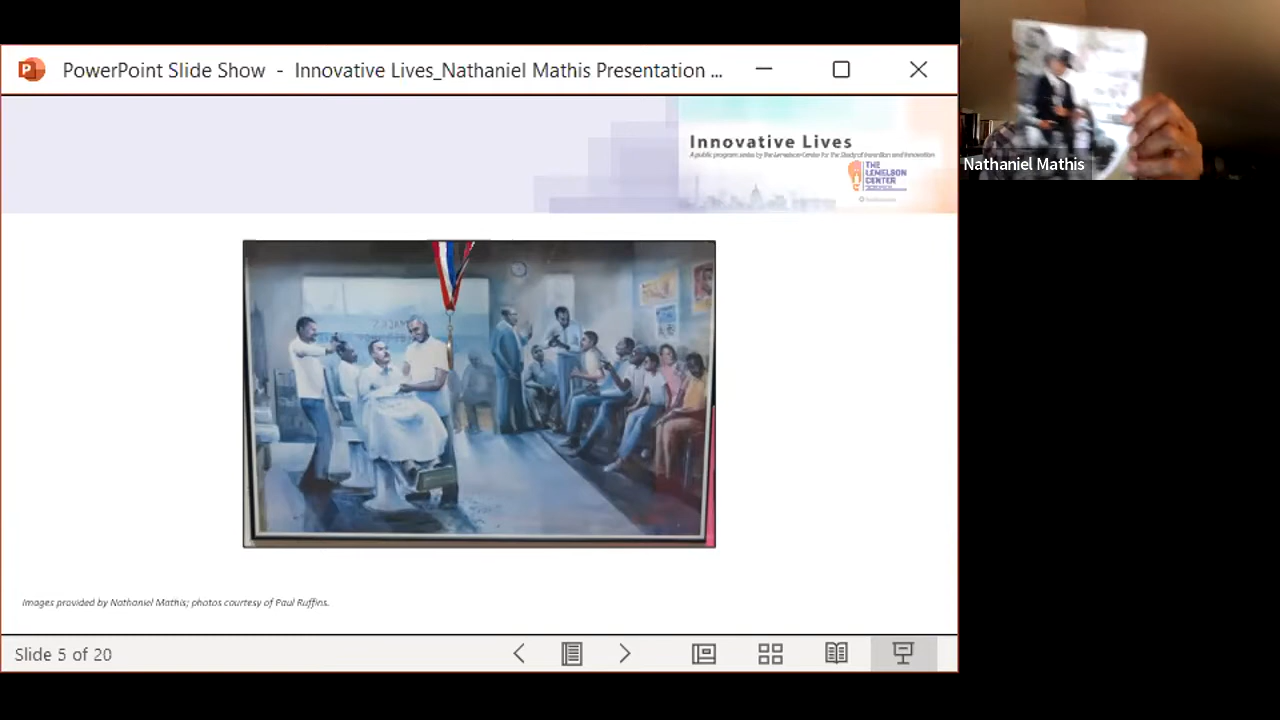 PowerPoint Slide Show - Innovative Lives_Nathaniel Mathis Presentation ...
Innovative Lives
A public program series by the Lemelson Center for the Study of Invention and Innovation
THE
LEMELSON
CENTER
Images provided by Nathaniel Mathis; photos courtesy of Paul Ruffins.
Slide 5 of 20
Nathaniel Mathis